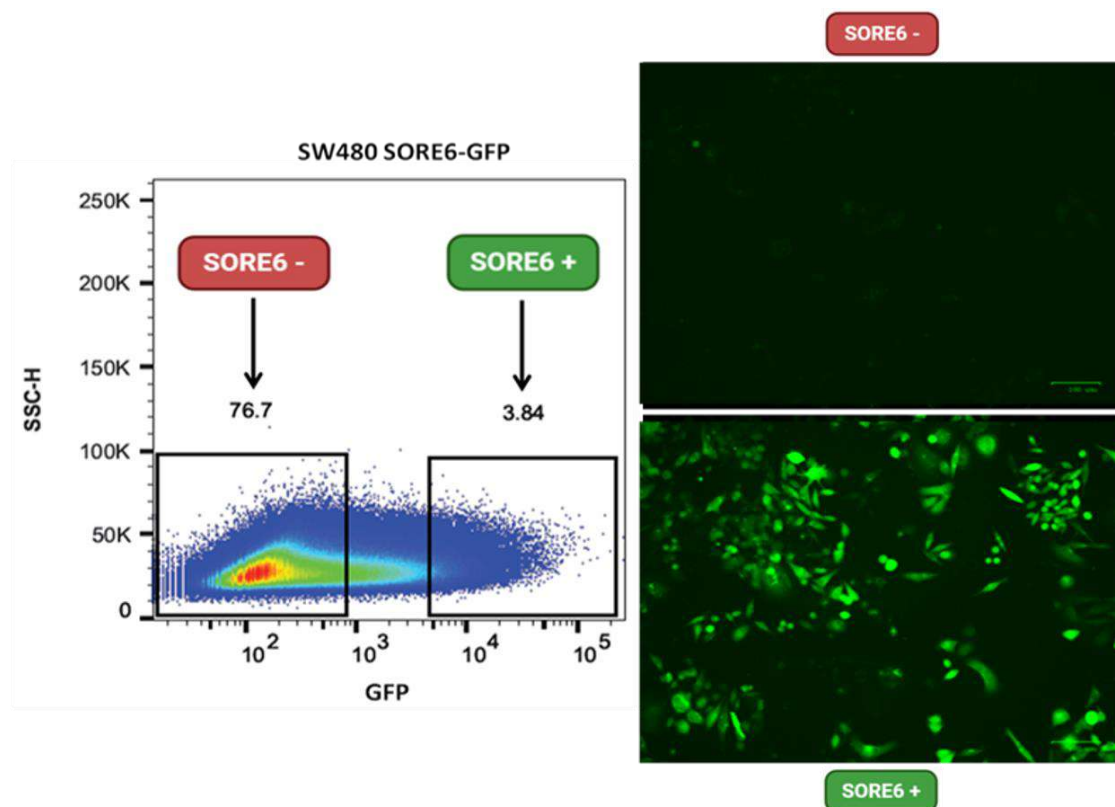 SORE6 -
SW480 SORE6-GFP
250K
200K
150K
100K
50K
0
SSC-H
SORE6 -
SORE6 +
76.7
3.84
10^2
10^3
10^4
10^5
GFP
SORE6 +